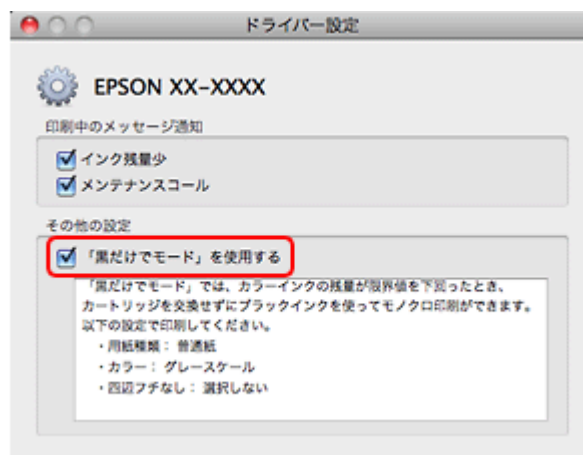 ドライバー設定
EPSON XX-XXXX
印刷中のメッセージ通知
インク残量少
メンテナンスコール
その他の設定
「黒だけでモード」を使用する
「黒だけでモード」では、カラーインクの残量が限界値を下回ったとき、
カートリッジを交換せずにブラックインクを使ってモノクロ印刷ができます。
以下の設定で印刷してください。
・用紙種類： 普通紙
・カラー： グレースケール
・四辺フチなし： 選択しない